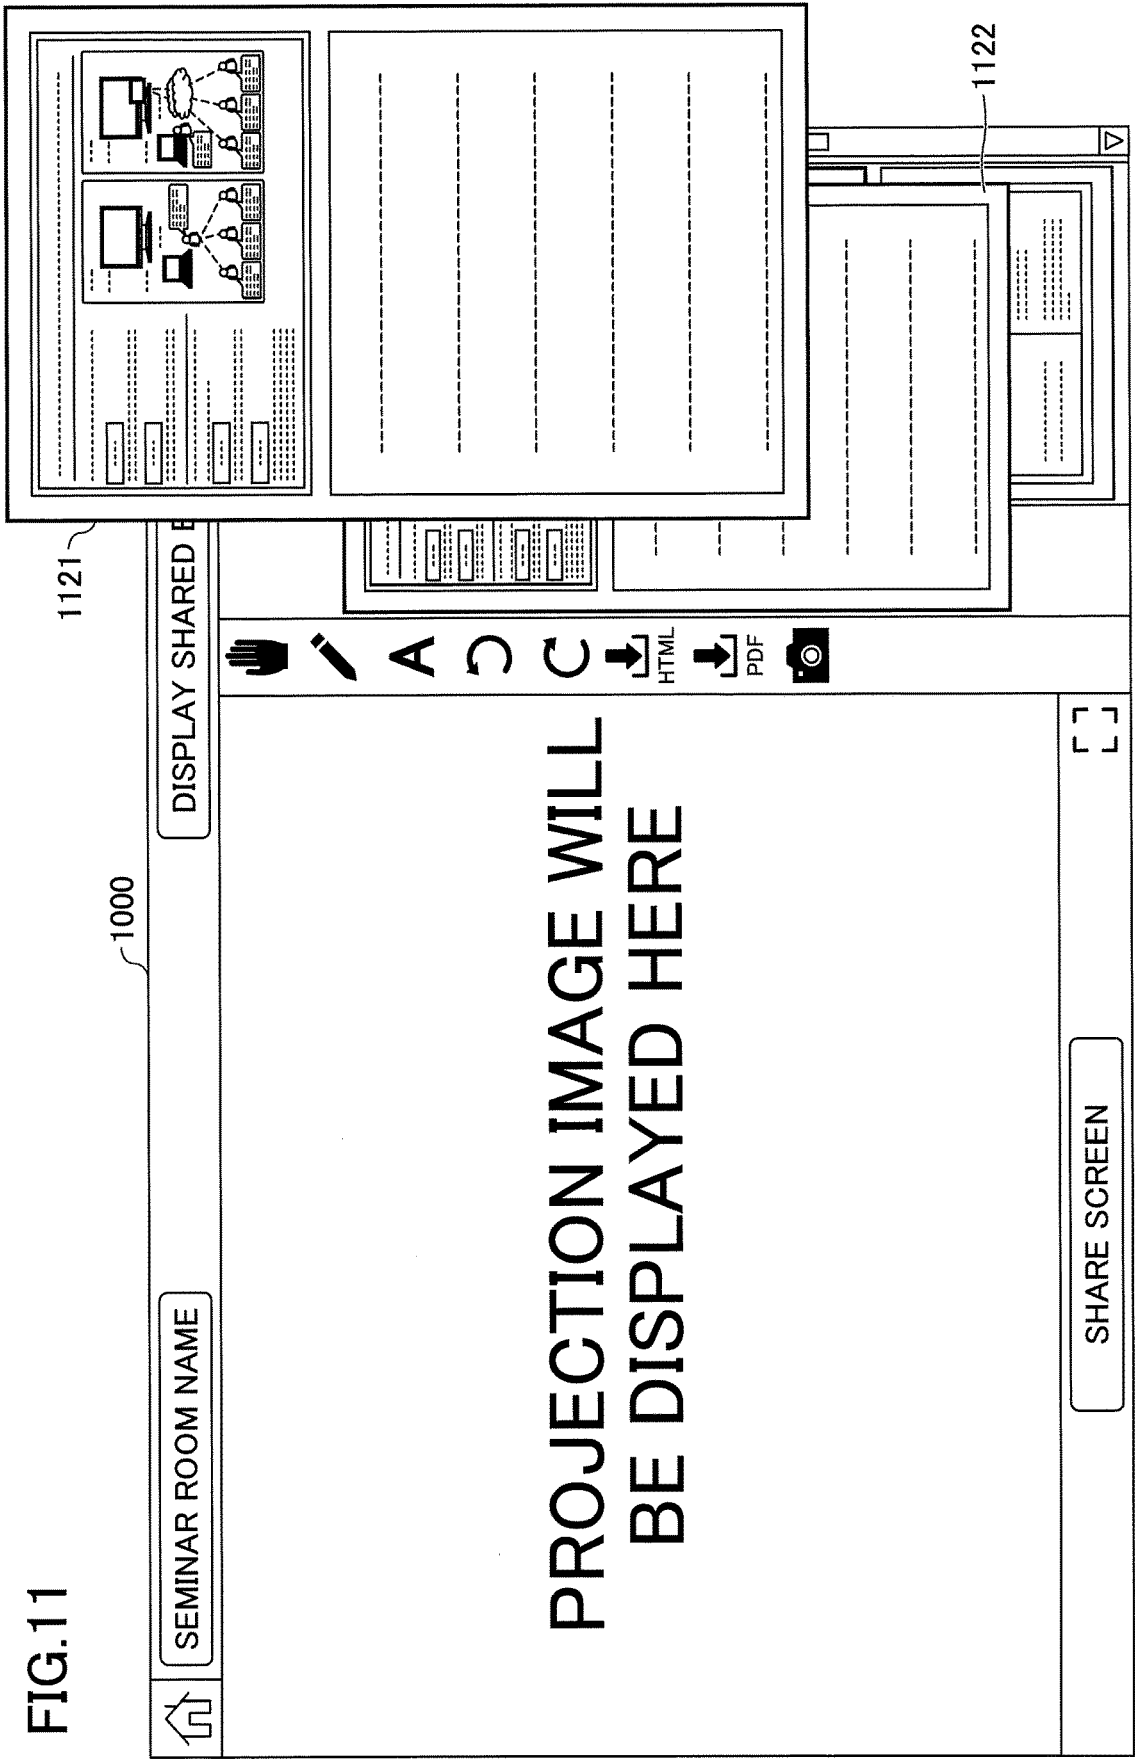 FIG.11
1000
1121
1122
SEMINAR ROOM NAME
DISPLAY SHARED
PROJECTION IMAGE WILL
BE DISPLAYED HERE
A
HTML
PDF
SHARE SCREEN